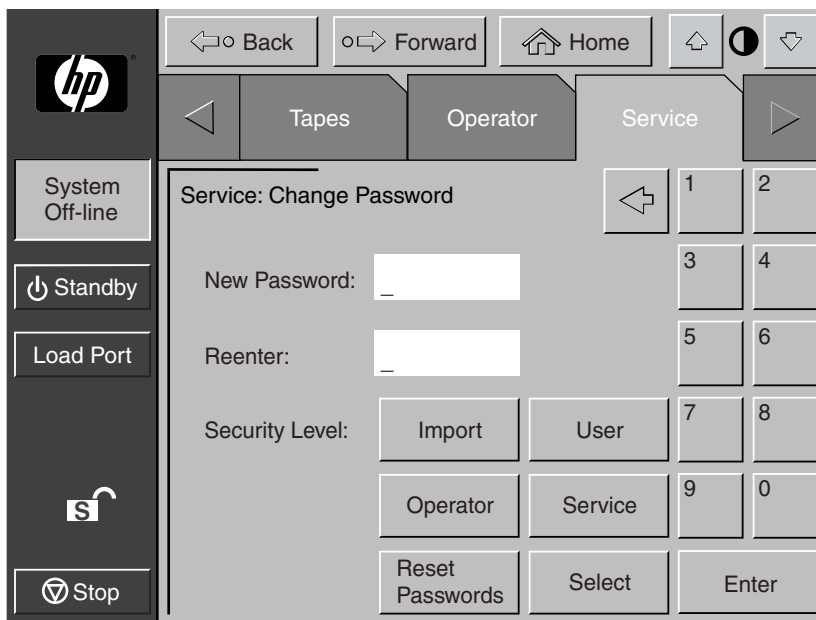 hp
Back Forward Home
Tapes Operator Service
System
Off-line
Standby
Load Port
S
Stop
Service: Change Password
New Password: _
Reenter: _
Security Level: Import User
Operator Service
Reset
Passwords
Select Enter
1 2
3 4
5 6
7 8
9 0